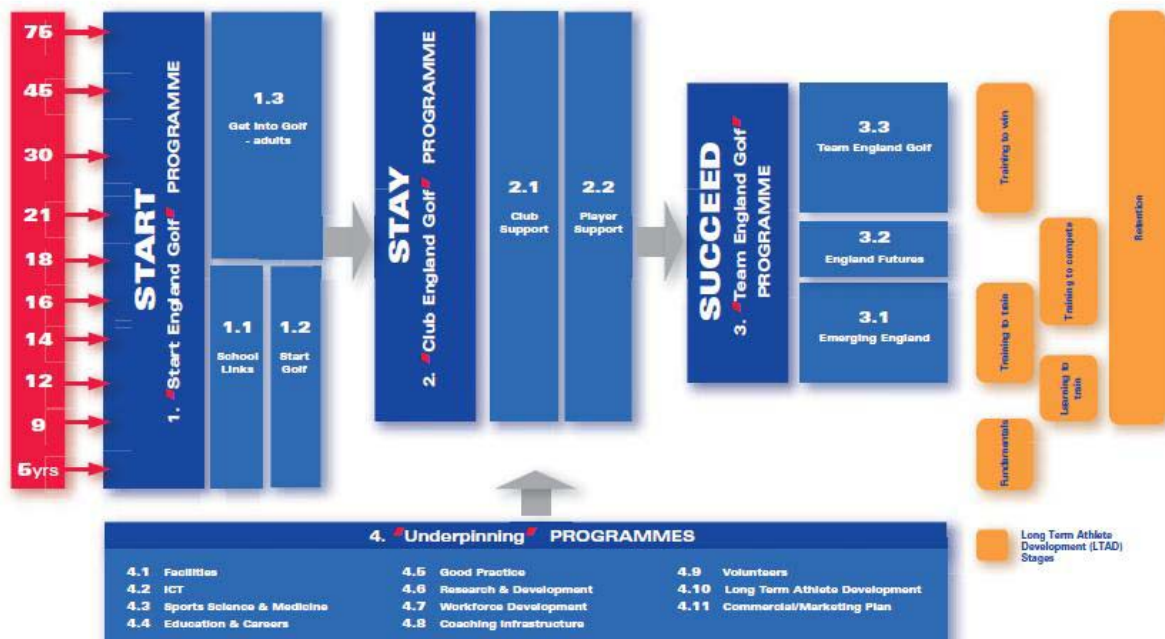 75
45
30
21
18
16
14
12
9
5yrs
START
1. "Start England Golf" PROGRAMME
1.3
Get Into Golf
- adults
1.1
School
Links
1.2
Start
Golf
STAY
2. "Club England Golf" PROGRAMME
2.1
Club
Support
2.2
Player
Support
SUCCEED
3. "Team England Golf"
PROGRAMME
3.3
Team England Golf
3.2
England Futures
3.1
Emerging England
Training to win
Training to compete
Training to train
Learning to
train
Fundamentals
Retention
Long Term Athlete
Development (LTAD)
Stages
4. "Underpinning" PROGRAMMES
4.1 Facilities
4.2 ICT
4.3 Sports Science & Medicine
4.4 Education & Careers
4.5 Good Practice
4.6 Research & Development
4.7 Workforce Development
4.8 Coaching Infrastructure
4.9 Volunteers
4.10 Long Term Athlete Development
4.11 Commercial/Marketing Plan